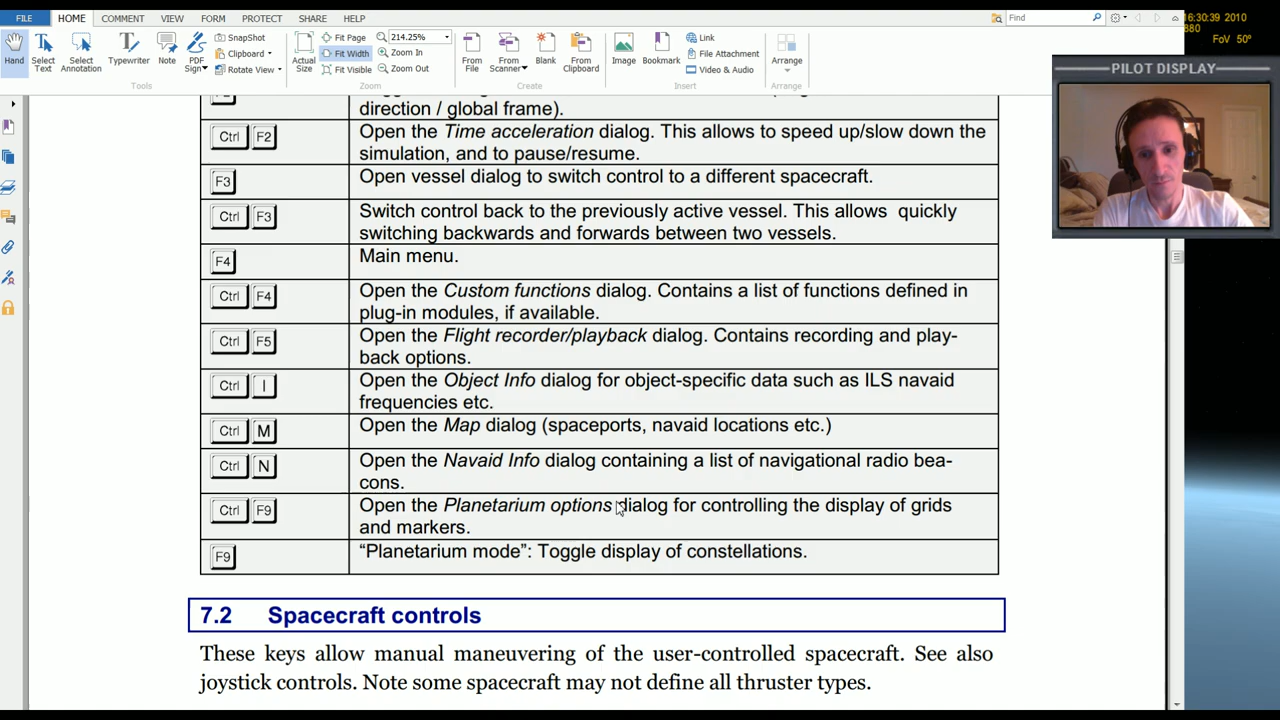 FILE HOME COMMENT VIEW FORM PROTECT SHARE HELP Find 16:30:39 2010
880
FoV 50°
Hand Select Text Select Annotation Typewriter Note PDF Sign
SnapShot
Clipboard
Rotate View
Tools
Actual Size
Fit Page
Fit Width
Fit Visible
214.25%
Zoom In
Zoom Out
Zoom
From File From Scanner Blank From Clipboard
Create
Image Bookmark
Link
File Attachment
Video & Audio
Insert
Arrange
Arrange
PILOT DISPLAY
direction / global frame).
Ctrl F2 Open the Time acceleration dialog. This allows to speed up/slow down the
simulation, and to pause/resume.
F3 Open vessel dialog to switch control to a different spacecraft.
Ctrl F3 Switch control back to the previously active vessel. This allows quickly
switching backwards and forwards between two vessels.
F4 Main menu.
Ctrl F4 Open the Custom functions dialog. Contains a list of functions defined in
plug-in modules, if available.
Ctrl F5 Open the Flight recorder/playback dialog. Contains recording and play-
back options.
Ctrl I Open the Object Info dialog for object-specific data such as ILS navaid
frequencies etc.
Ctrl M Open the Map dialog (spaceports, navaid locations etc.)
Ctrl N Open the Navaid Info dialog containing a list of navigational radio bea-
cons.
Ctrl F9 Open the Planetarium options dialog for controlling the display of grids
and markers.
F9 “Planetarium mode”: Toggle display of constellations.
7.2 Spacecraft controls
These keys allow manual maneuvering of the user-controlled spacecraft. See also
joystick controls. Note some spacecraft may not define all thruster types.